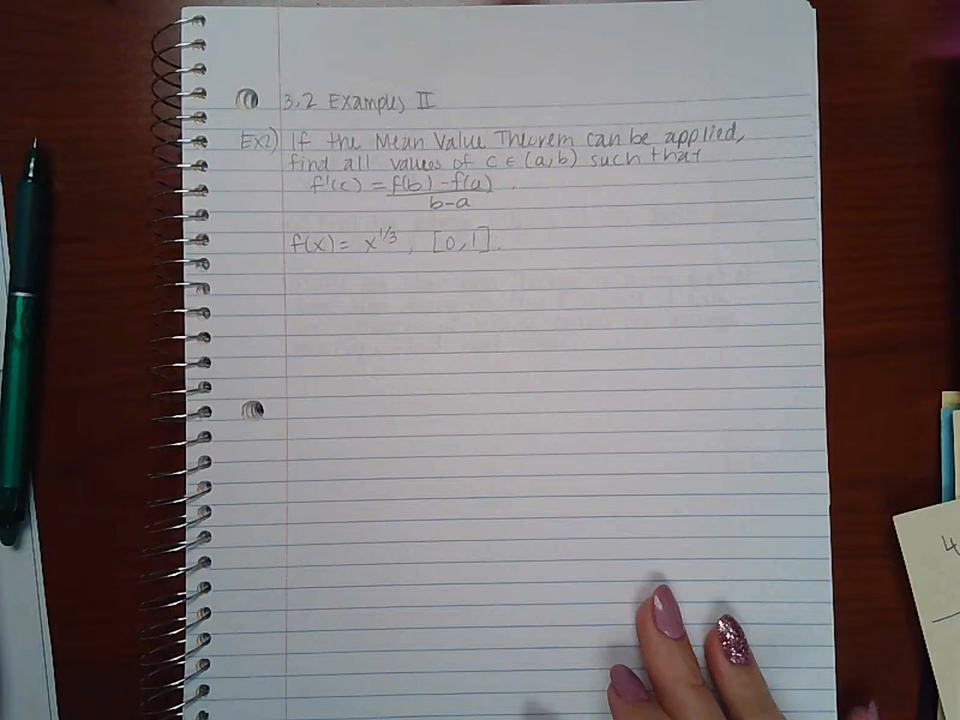 3.2 Examples II
Ex2) If the Mean Value Theorem can be applied,
find all values of c ∈ (a,b) such that
f'(c) = f(b) - f(a) .
b-a
f(x) = x^1/3 , [0,1].
4